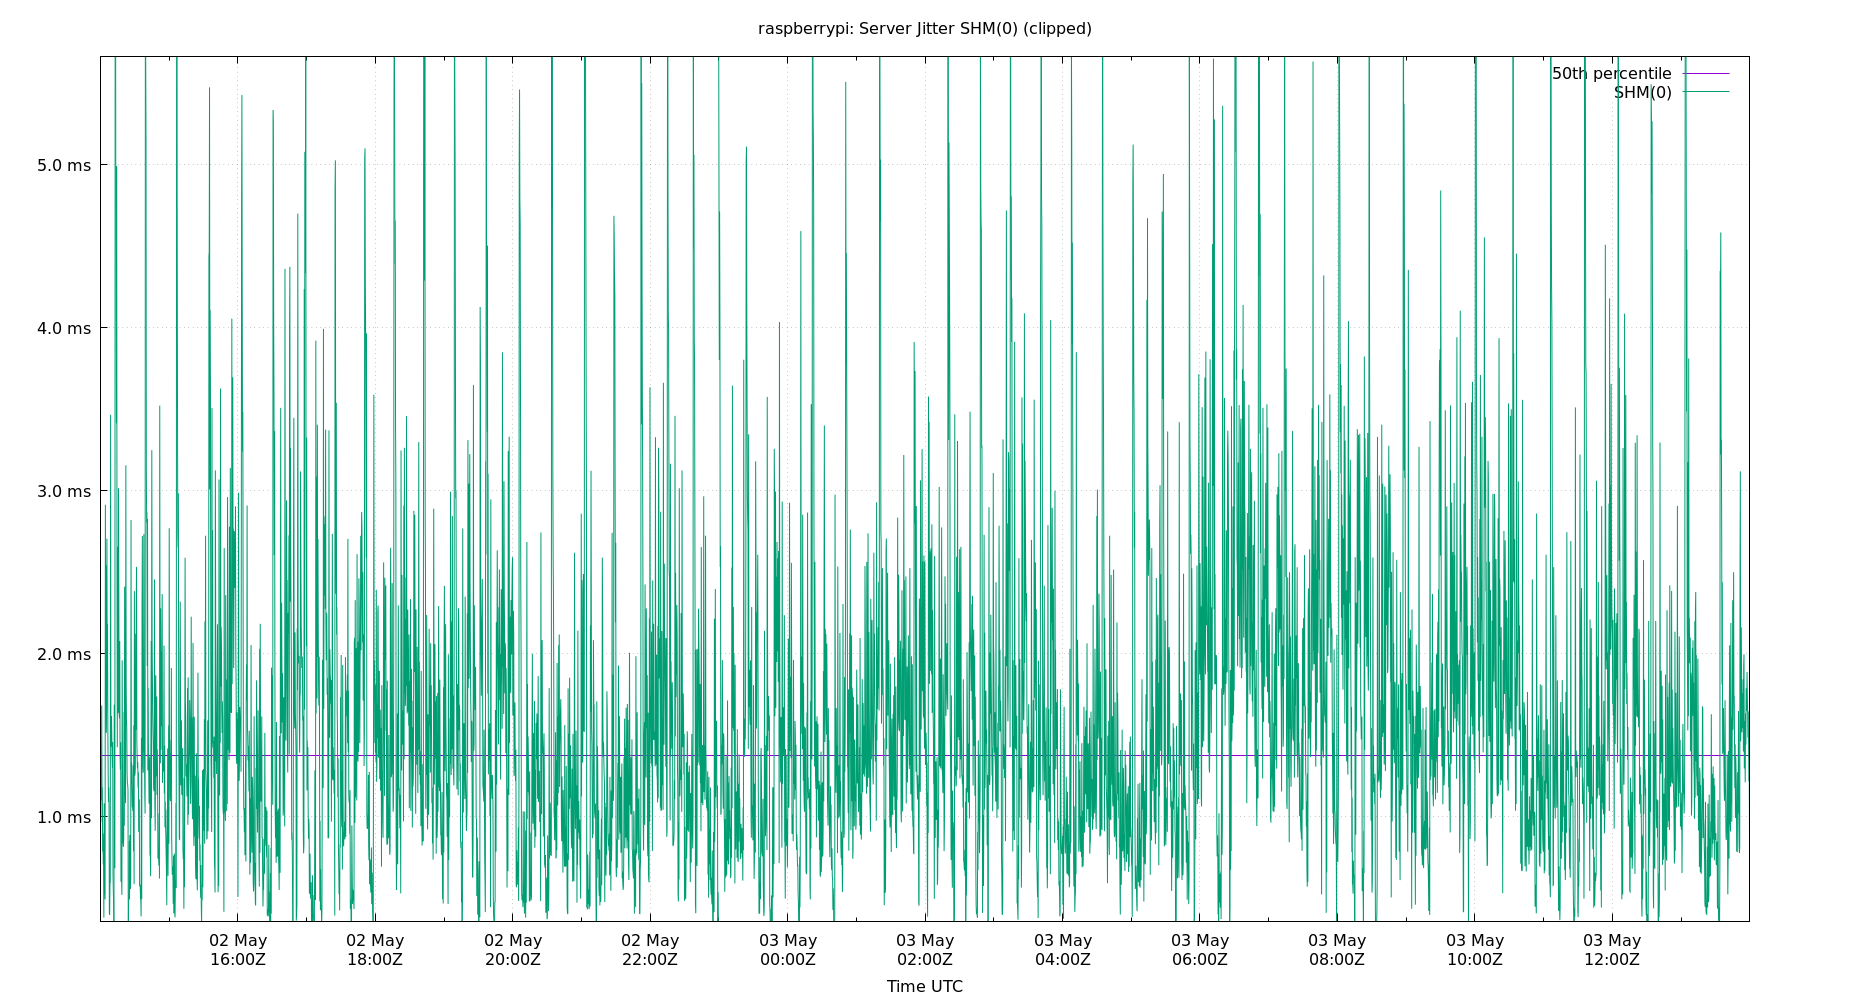 raspberrypi: Server Jitter SHM(0) (clipped)
50th percentile
SHM(0)
5.0 ms
4.0 ms
3.0 ms
2.0 ms
1.0 ms
02 May 02 May 02 May 02 May 03 May 03 May 03 May 03 May 03 May 03 May 03 May
16:00Z 18:00Z 20:00Z 22:00Z 00:00Z 02:00Z 04:00Z 06:00Z 08:00Z 10:00Z 12:00Z
Time UTC